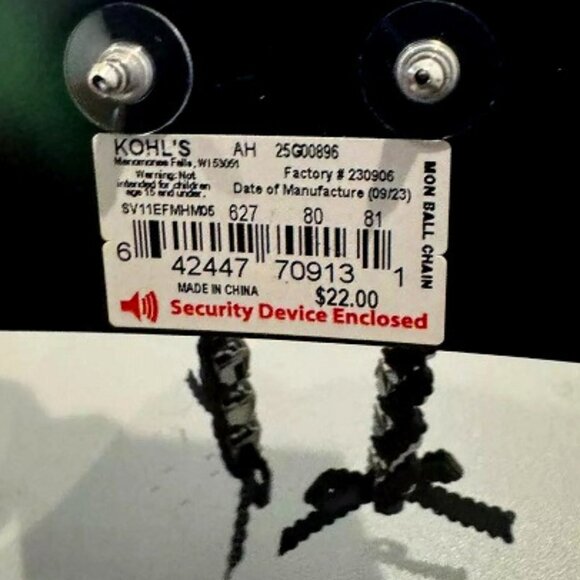 KOHL'S AH 25G00896
Menomonee Falls, WI 53051
Factory # 230906
Warning: Not
intended for children
age 15 and under.
Date of Manufacture (09/23)
SV11EFMHM05 627 80 81
6 42447 70913 1
MADE IN CHINA
$22.00
Security Device Enclosed
MON BALL CHAIN